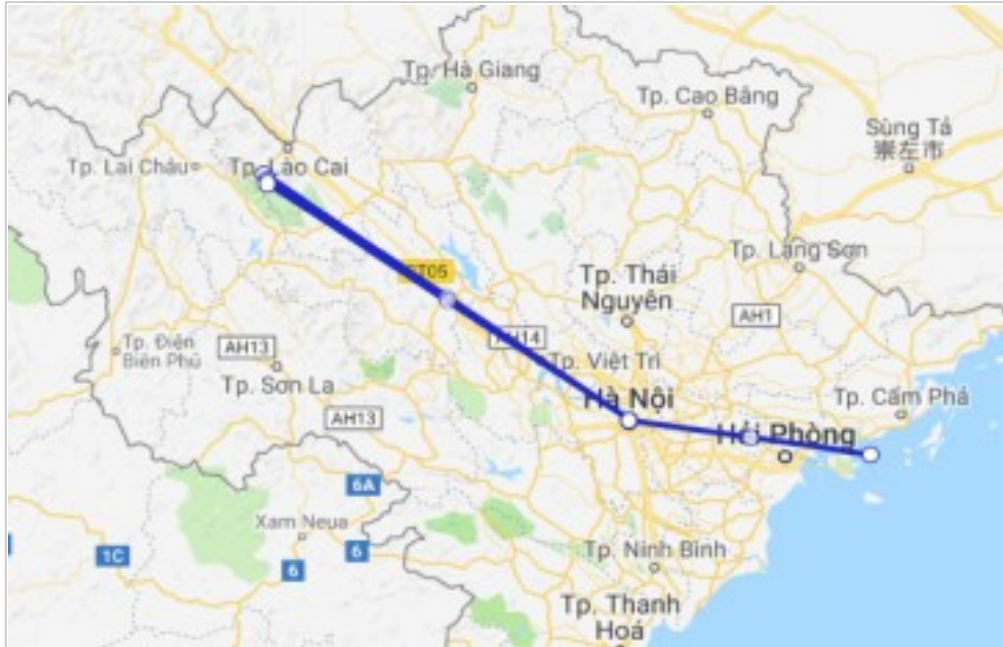 Tp. Hà Giang
Tp. Cao Bằng
Sùng Tả
崇左市
Tp. Lai Châu
Tp. Lào Cai
Tp. Lạng Sơn
Tp. Thái
Nguyên
AH1
AH14
Tp. Điện
Biên Phủ
AH13
Tp. Sơn La
Tp. Việt Trì
Hà Nội
Tp. Cẩm Phả
AH13
Hải Phòng
6A
Xam Neua
1C
6
6
Tp. Ninh Bình
Tp. Thanh
Hoá